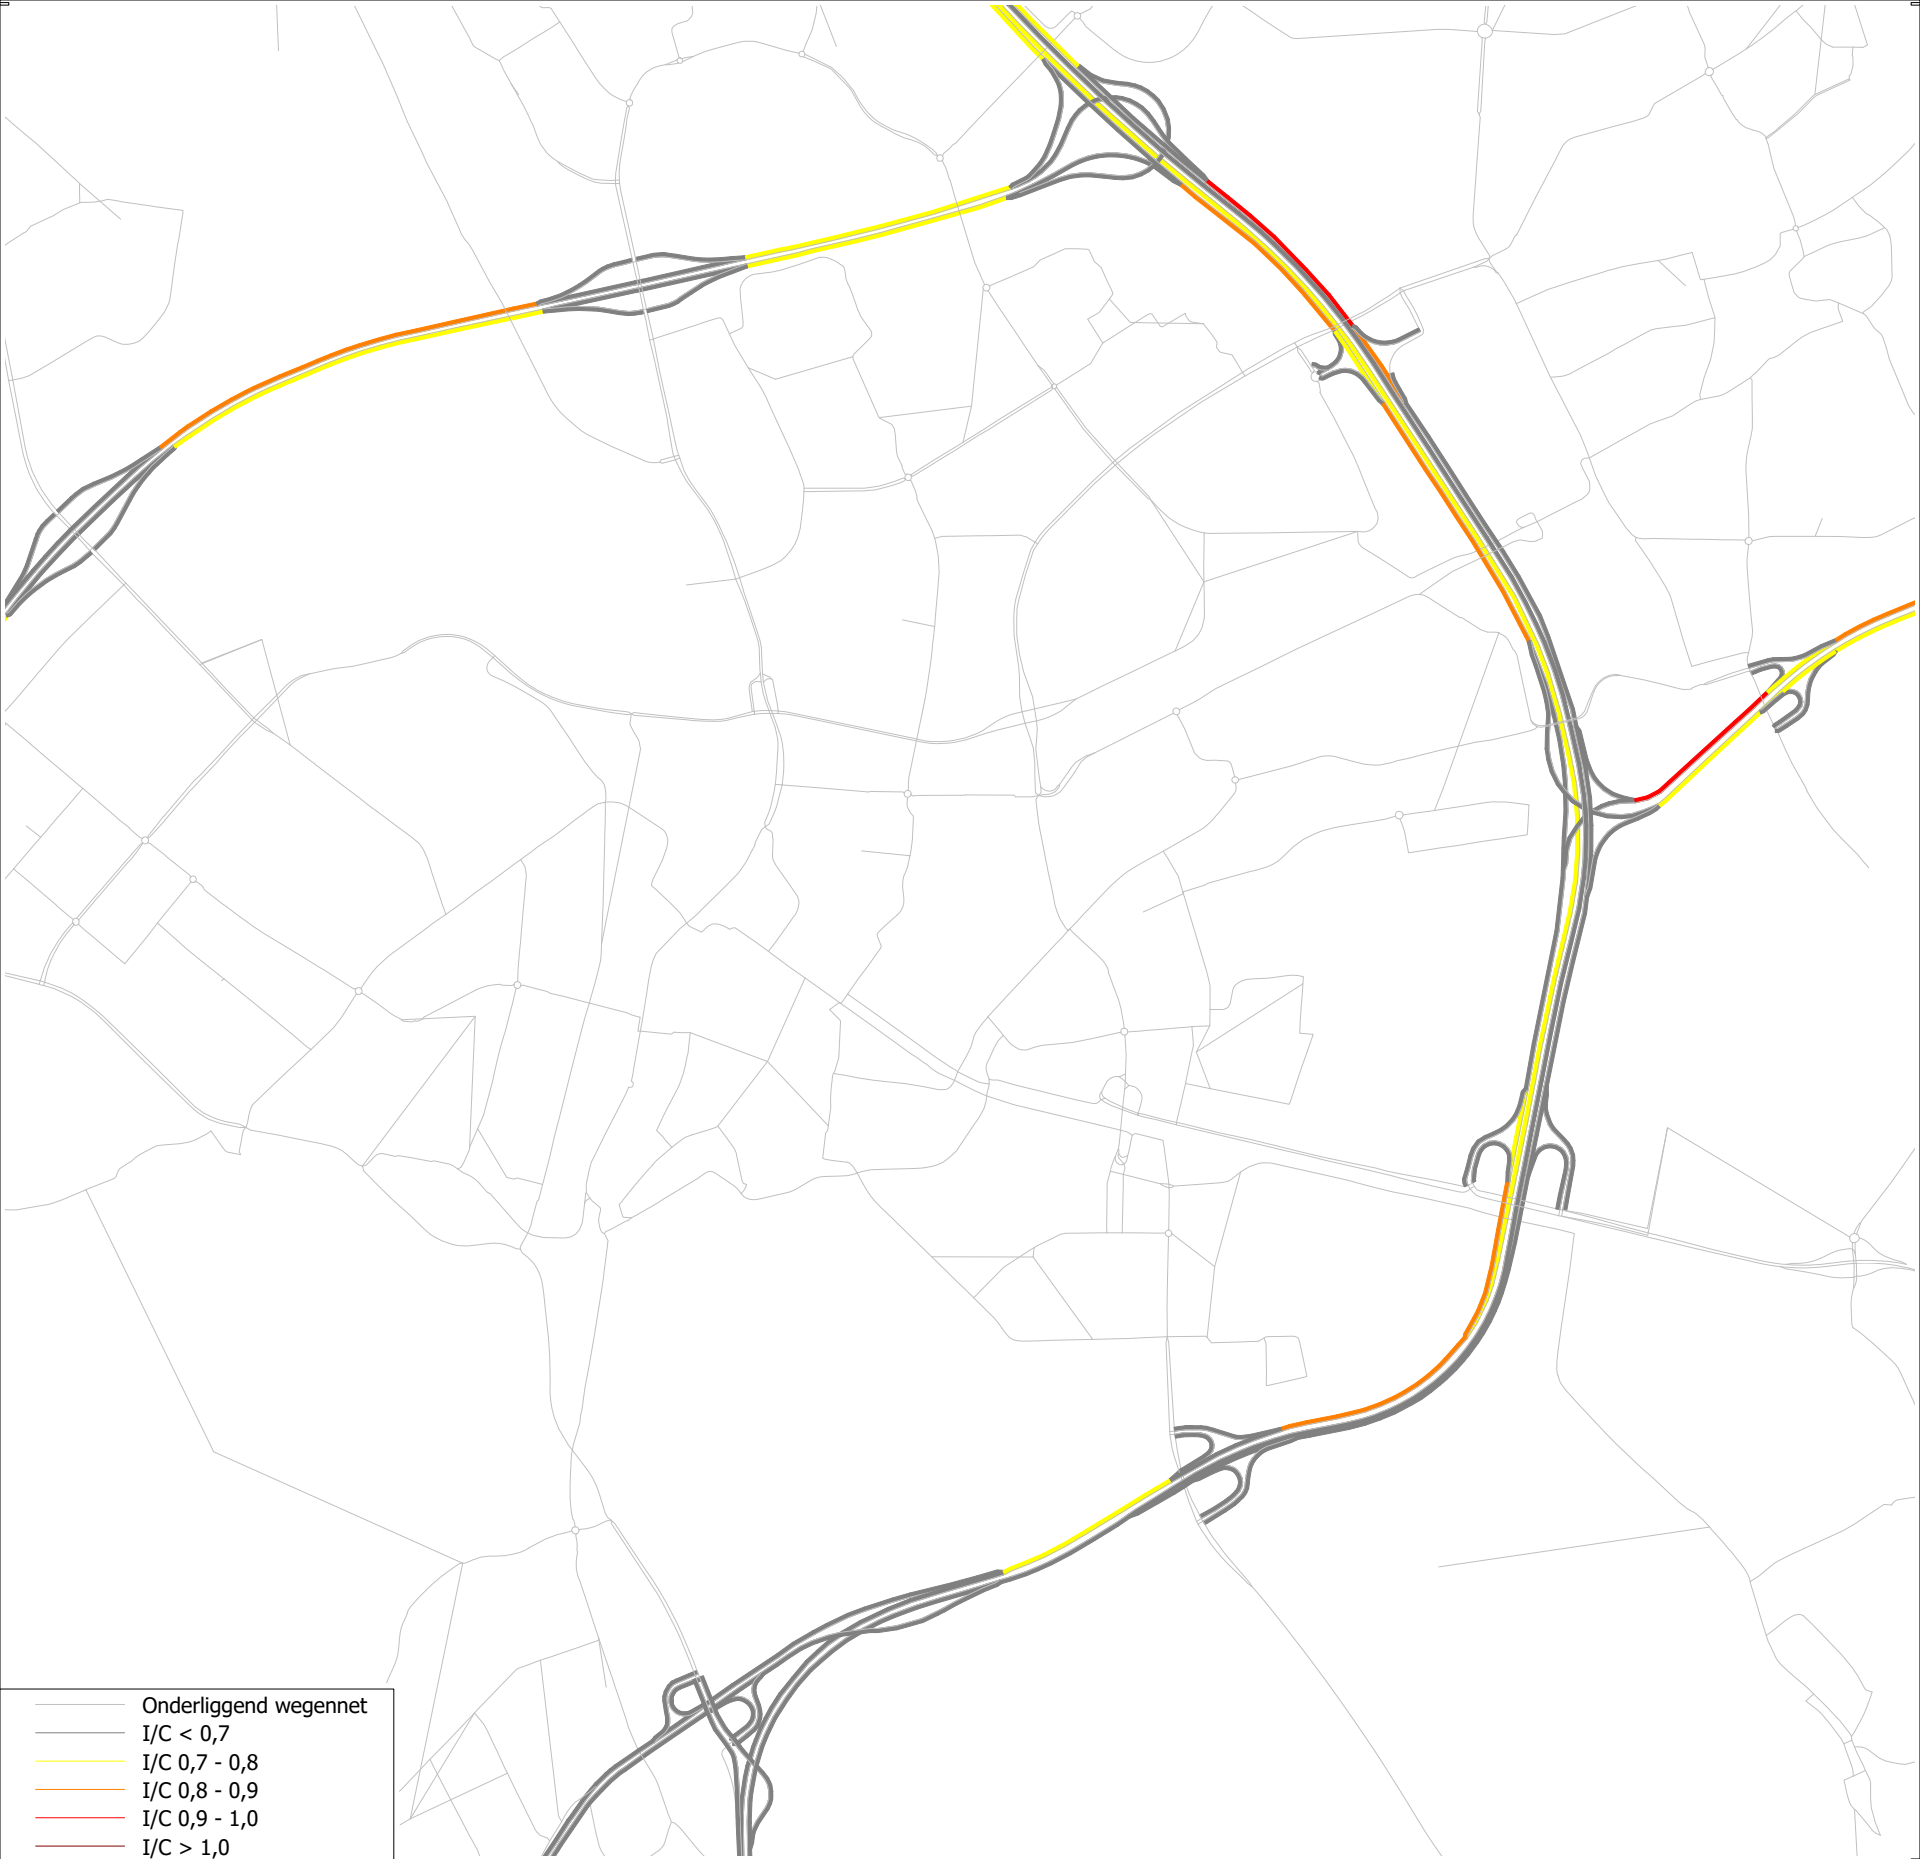 Onderliggend wegennet
I/C < 0,7
I/C 0,7 - 0,8
I/C 0,8 - 0,9
I/C 0,9 - 1,0
I/C > 1,0